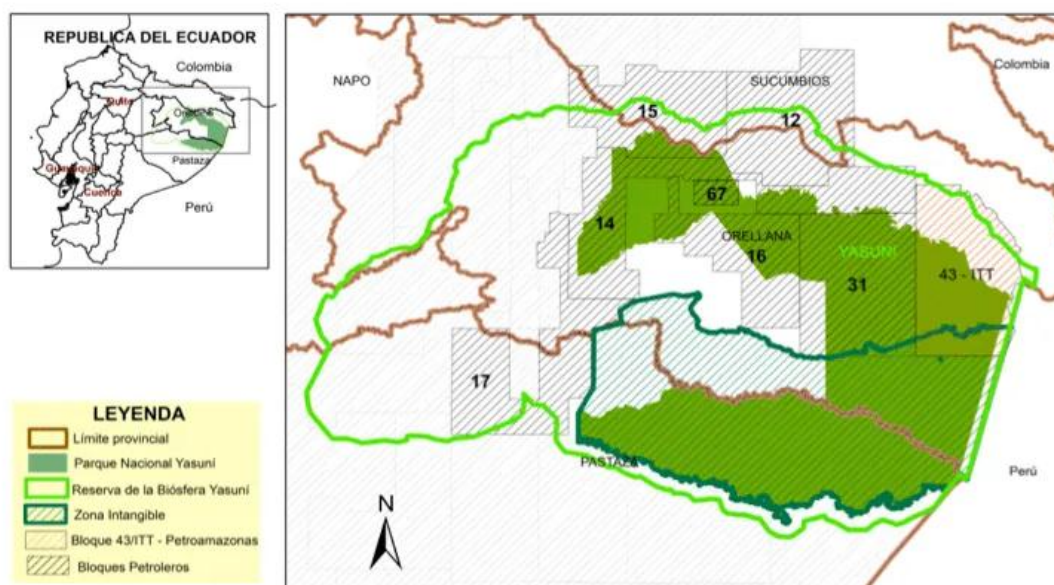 REPUBLICA DEL ECUADOR
Colombia
Quito
Orellana
Pastaza
Guayaquil
Cuenca
Perú
NAPO
SUCUMBIOS
Colombia
15
12
67
14
ORELLANA
16
YASUNI
31
43 - ITT
17
PASTAZA
Perú
N
LEYENDA
Límite provincial
Parque Nacional Yasuní
Reserva de la Biósfera Yasuní
Zona Intangible
Bloque 43/ITT - Petroamazonas
Bloques Petroleros